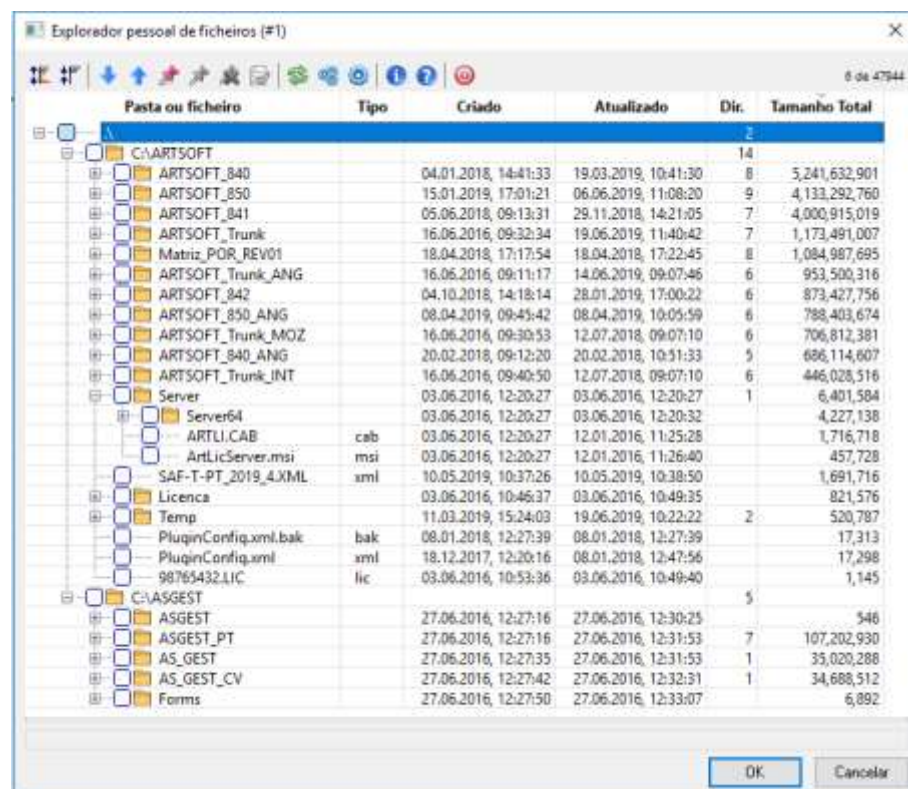 Explorador pessoal de ficheiros (#1)
6 de 47944
Pasta ou ficheiro Tipo Criado Atualizado Dir. Tamanho Total
.\ 2
C:\ARTSOFT 14
ARTSOFT_840 04.01.2018, 14:41:33 19.03.2019, 10:41:30 8 5,241,632,901
ARTSOFT_850 15.01.2019, 17:01:21 06.06.2019, 11:08:20 9 4,133,292,760
ARTSOFT_841 05.06.2018, 09:13:31 29.11.2018, 14:21:05 7 4,000,915,019
ARTSOFT_Trunk 16.06.2016, 09:32:34 19.06.2019, 11:40:42 7 1,173,491,007
Matriz_POR_REV01 18.04.2018, 17:17:54 18.04.2018, 17:22:45 8 1,084,987,695
ARTSOFT_Trunk_ANG 16.06.2016, 09:11:17 14.06.2019, 09:07:46 6 953,500,316
ARTSOFT_842 04.10.2018, 14:18:14 28.01.2019, 17:00:22 6 873,427,756
ARTSOFT_850_ANG 08.04.2019, 09:45:42 08.04.2019, 10:05:59 6 788,403,674
ARTSOFT_Trunk_MOZ 16.06.2016, 09:30:53 12.07.2018, 09:07:10 6 706,812,381
ARTSOFT_840_ANG 20.02.2018, 09:12:20 20.02.2018, 10:51:33 5 686,114,607
ARTSOFT_Trunk_INT 16.06.2016, 09:40:50 12.07.2018, 09:07:10 6 446,028,516
Server 03.06.2016, 12:20:27 03.06.2016, 12:20:27 1 6,401,584
Server64 03.06.2016, 12:20:27 03.06.2016, 12:20:32 4,227,138
ARTLI.CAB cab 03.06.2016, 12:20:27 12.01.2016, 11:25:28 1,716,718
ArtLicServer.msi msi 03.06.2016, 12:20:27 12.01.2016, 11:26:40 457,728
SAF-T-PT_2019_4.XML xml 10.05.2019, 10:37:26 10.05.2019, 10:38:50 1,691,716
Licenca 03.06.2016, 10:46:37 03.06.2016, 10:49:35 821,576
Temp 11.03.2019, 15:24:03 19.06.2019, 10:22:22 2 520,787
PluginConfig.xml.bak bak 08.01.2018, 12:27:39 08.01.2018, 12:27:39 17,313
PluginConfig.xml xml 18.12.2017, 12:20:16 08.01.2018, 12:47:56 17,298
98765432.LIC lic 03.06.2016, 10:53:36 03.06.2016, 10:49:40 1,145
C:\ASGEST 5
ASGEST 27.06.2016, 12:27:16 27.06.2016, 12:30:25 546
ASGEST_PT 27.06.2016, 12:27:16 27.06.2016, 12:31:53 7 107,202,930
AS_GEST 27.06.2016, 12:27:35 27.06.2016, 12:31:53 1 35,020,288
AS_GEST_CV 27.06.2016, 12:27:42 27.06.2016, 12:32:31 1 34,688,512
Forms 27.06.2016, 12:27:50 27.06.2016, 12:33:07 6,892
OK Cancelar